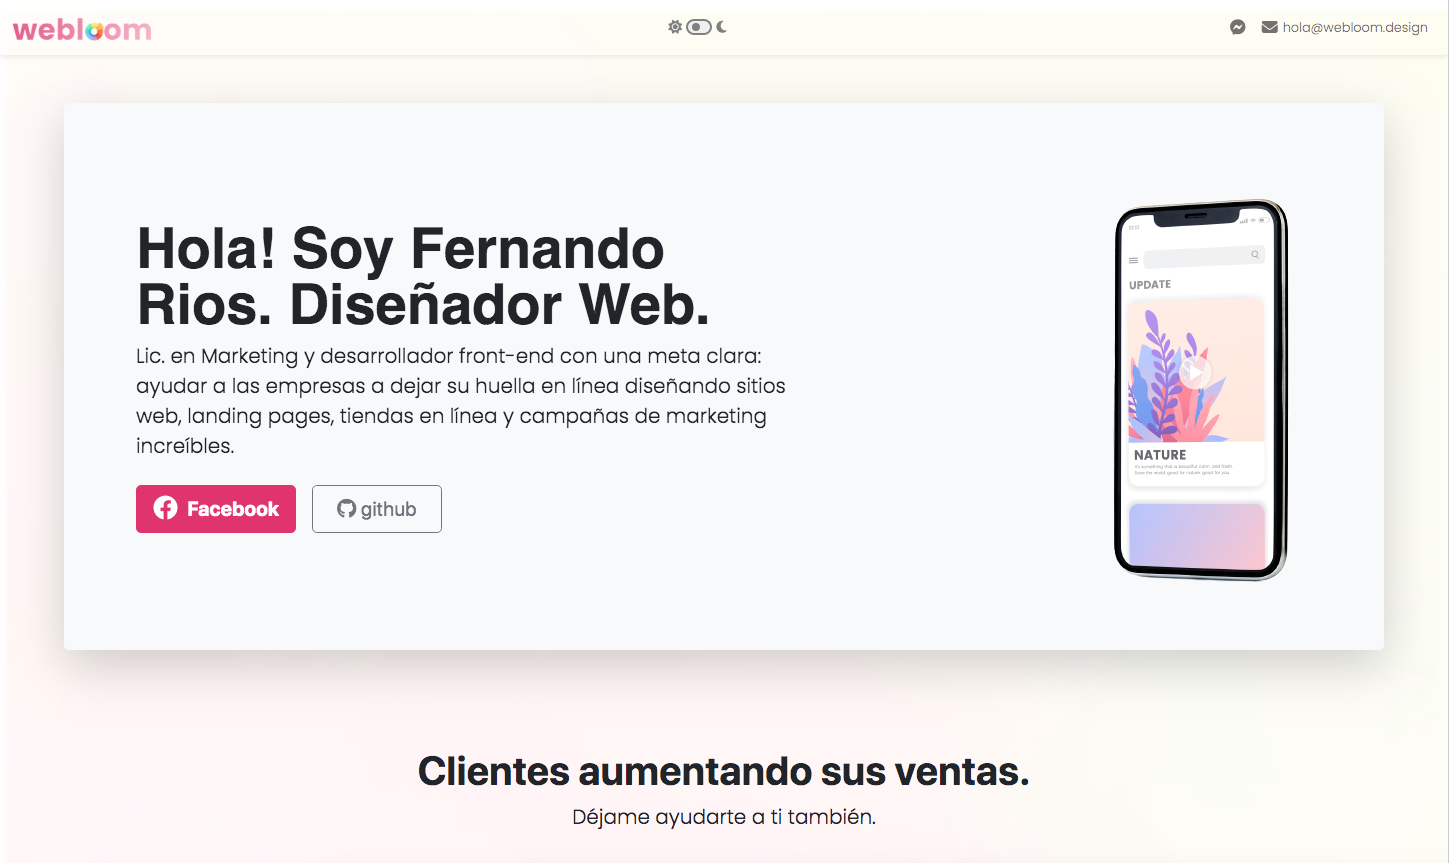 webloom
hola@webloom.design
Hola! Soy Fernando
Rios. Diseñador Web.
Lic. en Marketing y desarrollador front-end con una meta clara:
ayudar a las empresas a dejar su huella en línea diseñando sitios
web, landing pages, tiendas en línea y campañas de marketing
increíbles.
Facebook
github
UPDATE
NATURE
Clientes aumentando sus ventas.
Déjame ayudarte a ti también.